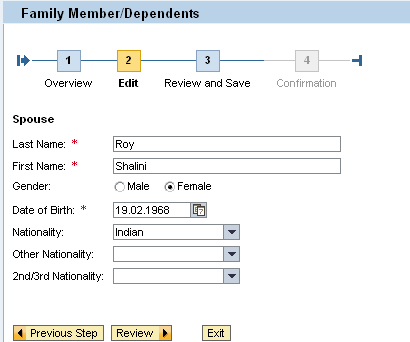 Family Member/Dependents
1 2 3 4
Overview Edit Review and Save Confirmation
Spouse
Last Name: * Roy
First Name: * Shalini
Gender: Male Female
Date of Birth: * 19.02.1968
Nationality: Indian
Other Nationality:
2nd/3rd Nationality:
Previous Step Review Exit